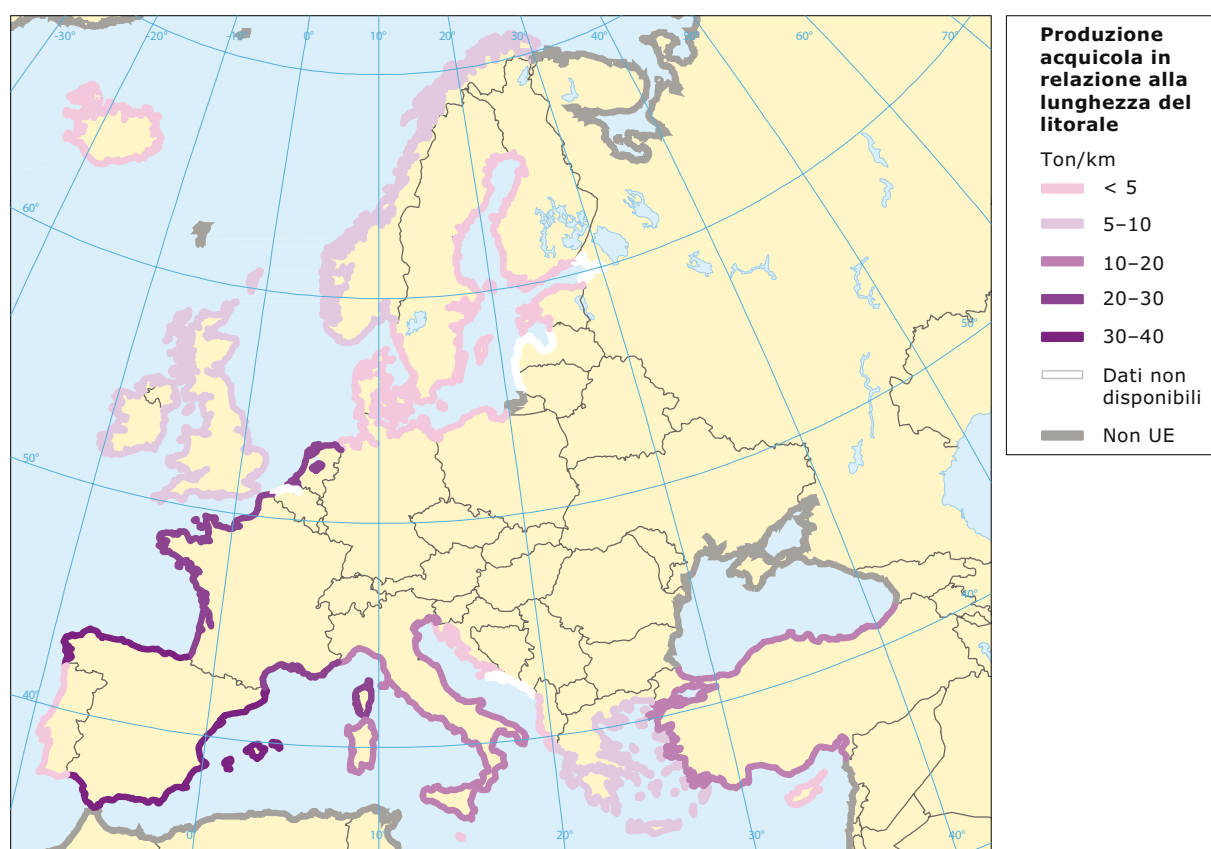 -30°
-20°
-10°
0°
10°
20°
30°
40°
50°
60°
70°
60°
50°
50°
40°
40°
0°
10°
20°
30°
40°
Produzione
acquicola in
relazione alla
lunghezza del
litorale
Ton/km
< 5
5–10
10–20
20–30
30–40
Dati non
disponibili
Non UE